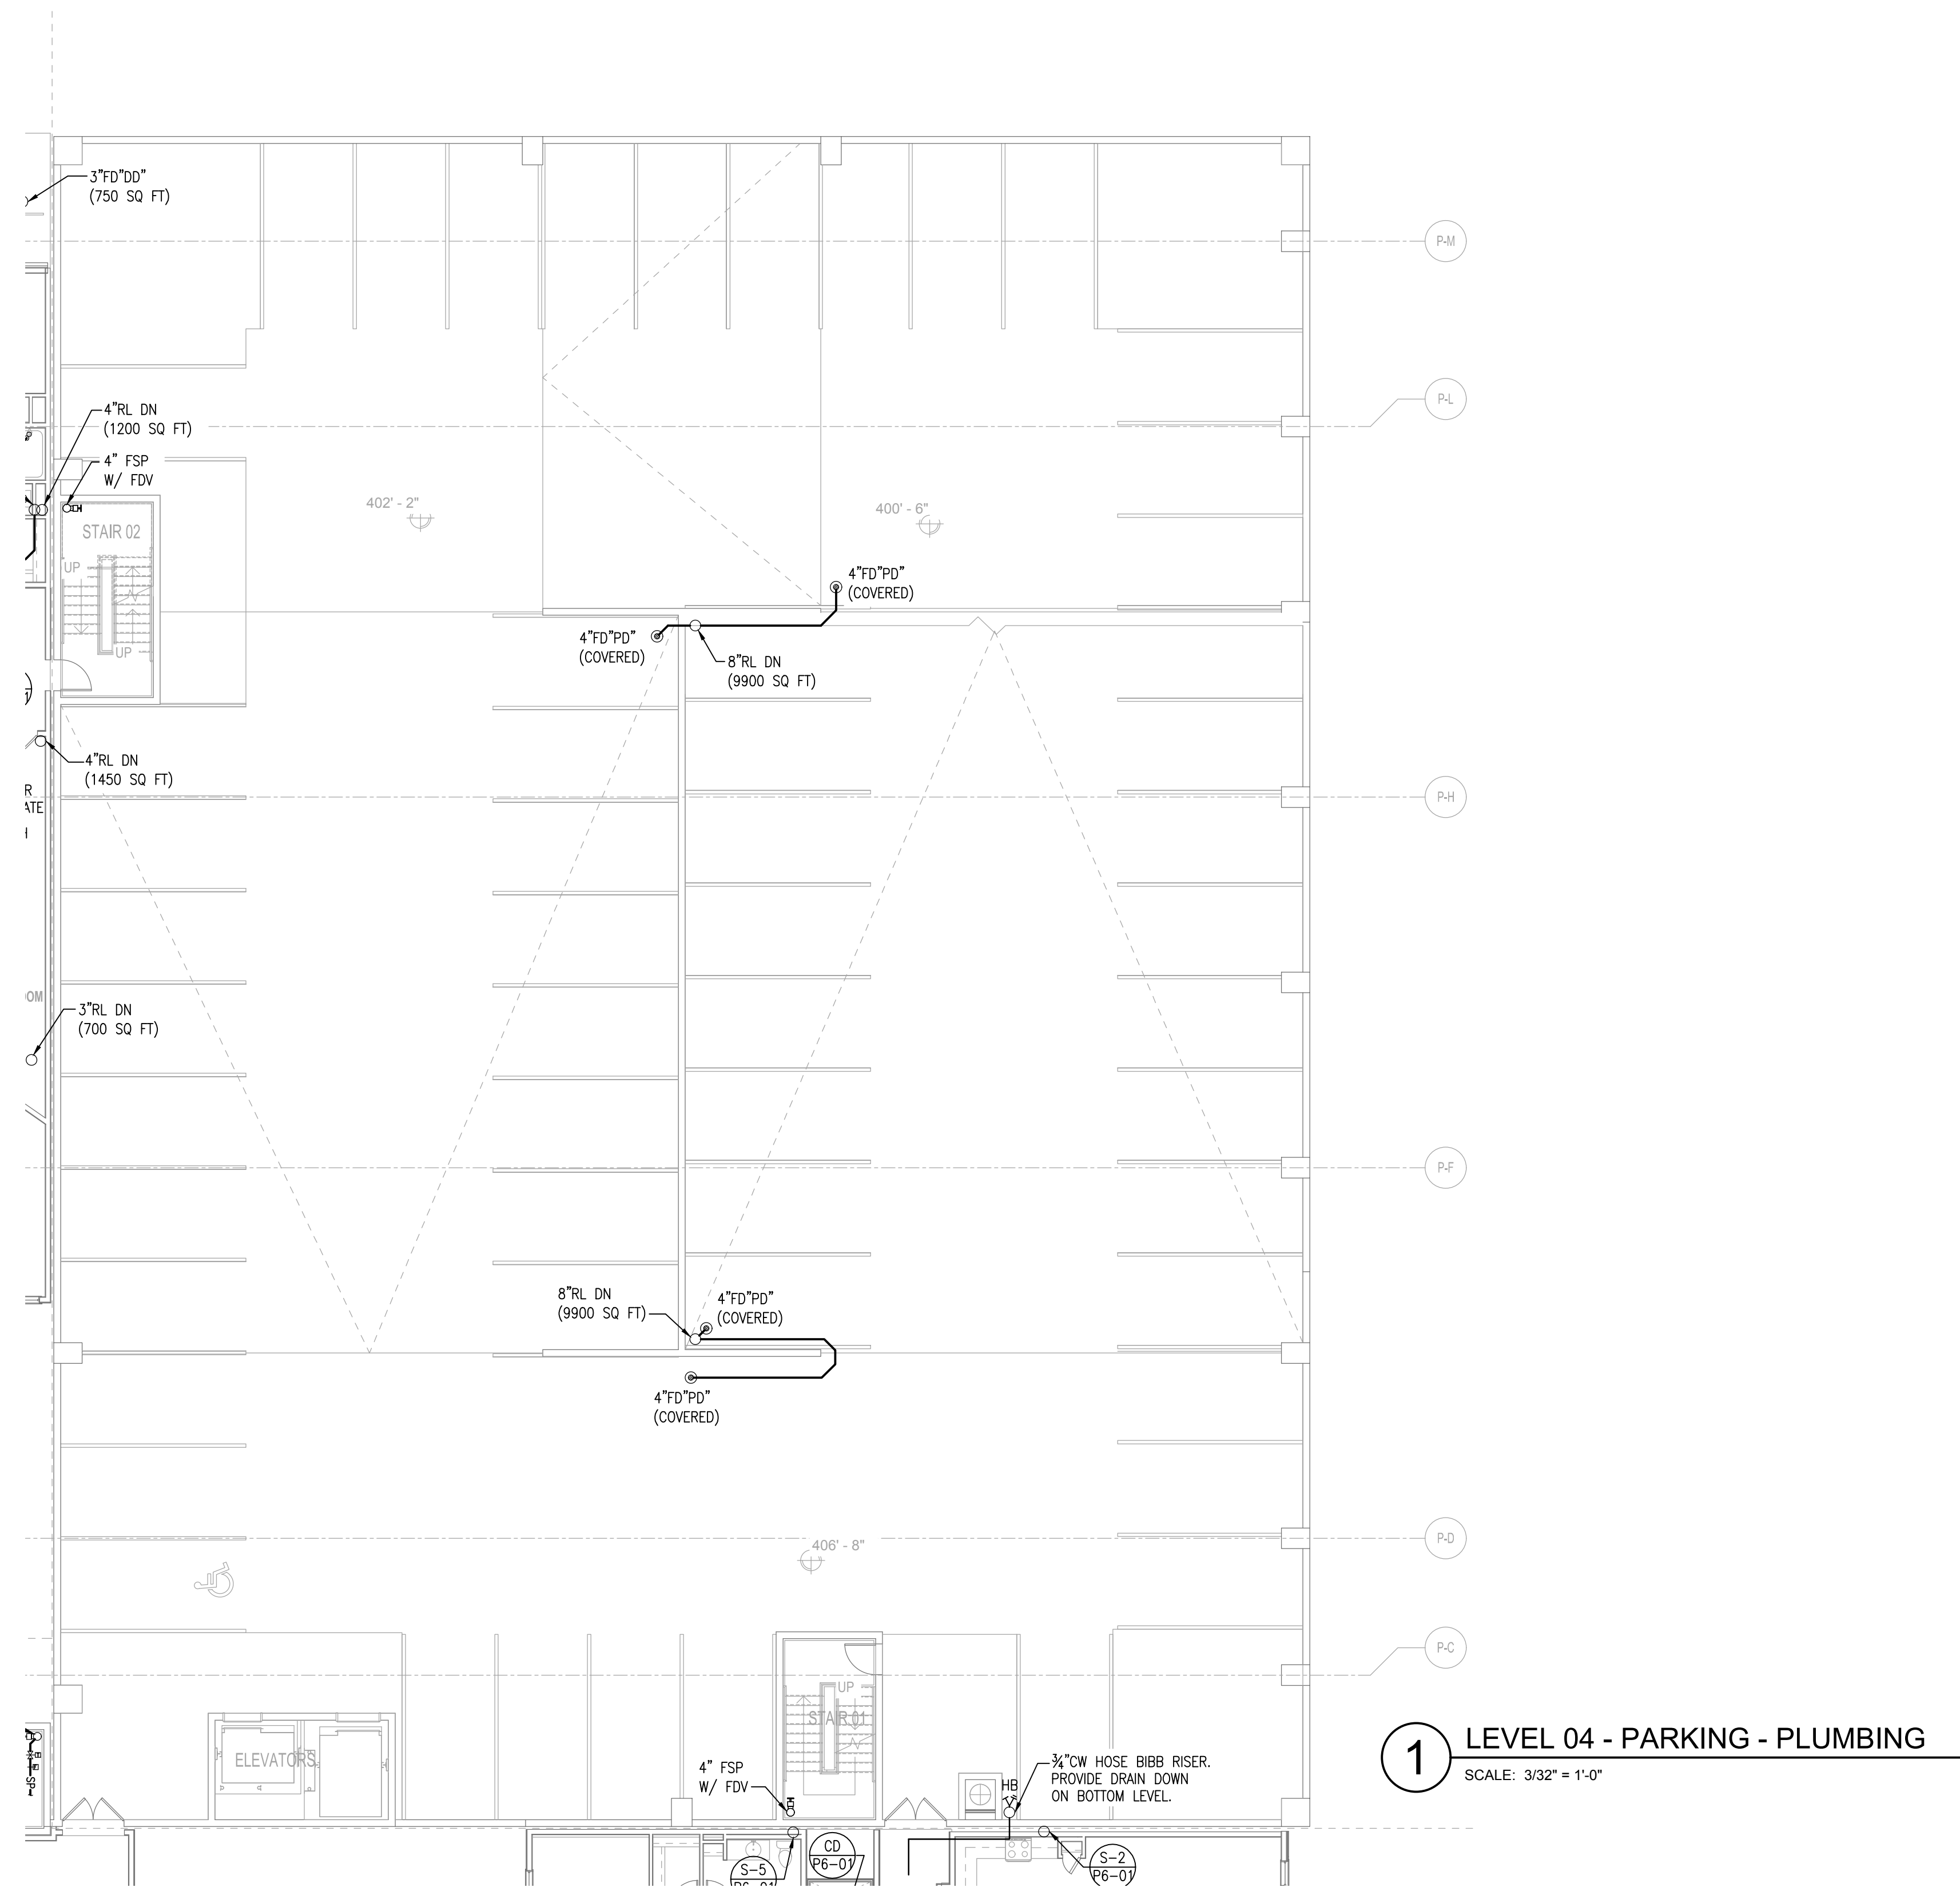 3"FD"DD"
(750 SQ FT)
P-M
4"RL DN
(1200 SQ FT)
P-L
4" FSP
W/ FDV
402' - 2"
400' - 6"
STAIR 02
UP
UP
4"FD"PD"
(COVERED)
4"FD"PD"
(COVERED)
8"RL DN
(9900 SQ FT)
4"RL DN
(1450 SQ FT)
R
ATE
H
P-H
OM
3"RL DN
(700 SQ FT)
P-F
8"RL DN
(9900 SQ FT)
4"FD"PD"
(COVERED)
4"FD"PD"
(COVERED)
406' - 8"
P-D
P-C
UP
STAIR 01
ELEVATORS
SP
4" FSP
W/ FDV
HB
¾"CW HOSE BIBB RISER.
PROVIDE DRAIN DOWN
ON BOTTOM LEVEL.
1
LEVEL 04 - PARKING - PLUMBING
SCALE: 3/32" = 1'-0"
S-5
P6-01
CD
P6-01
S-2
P6-01